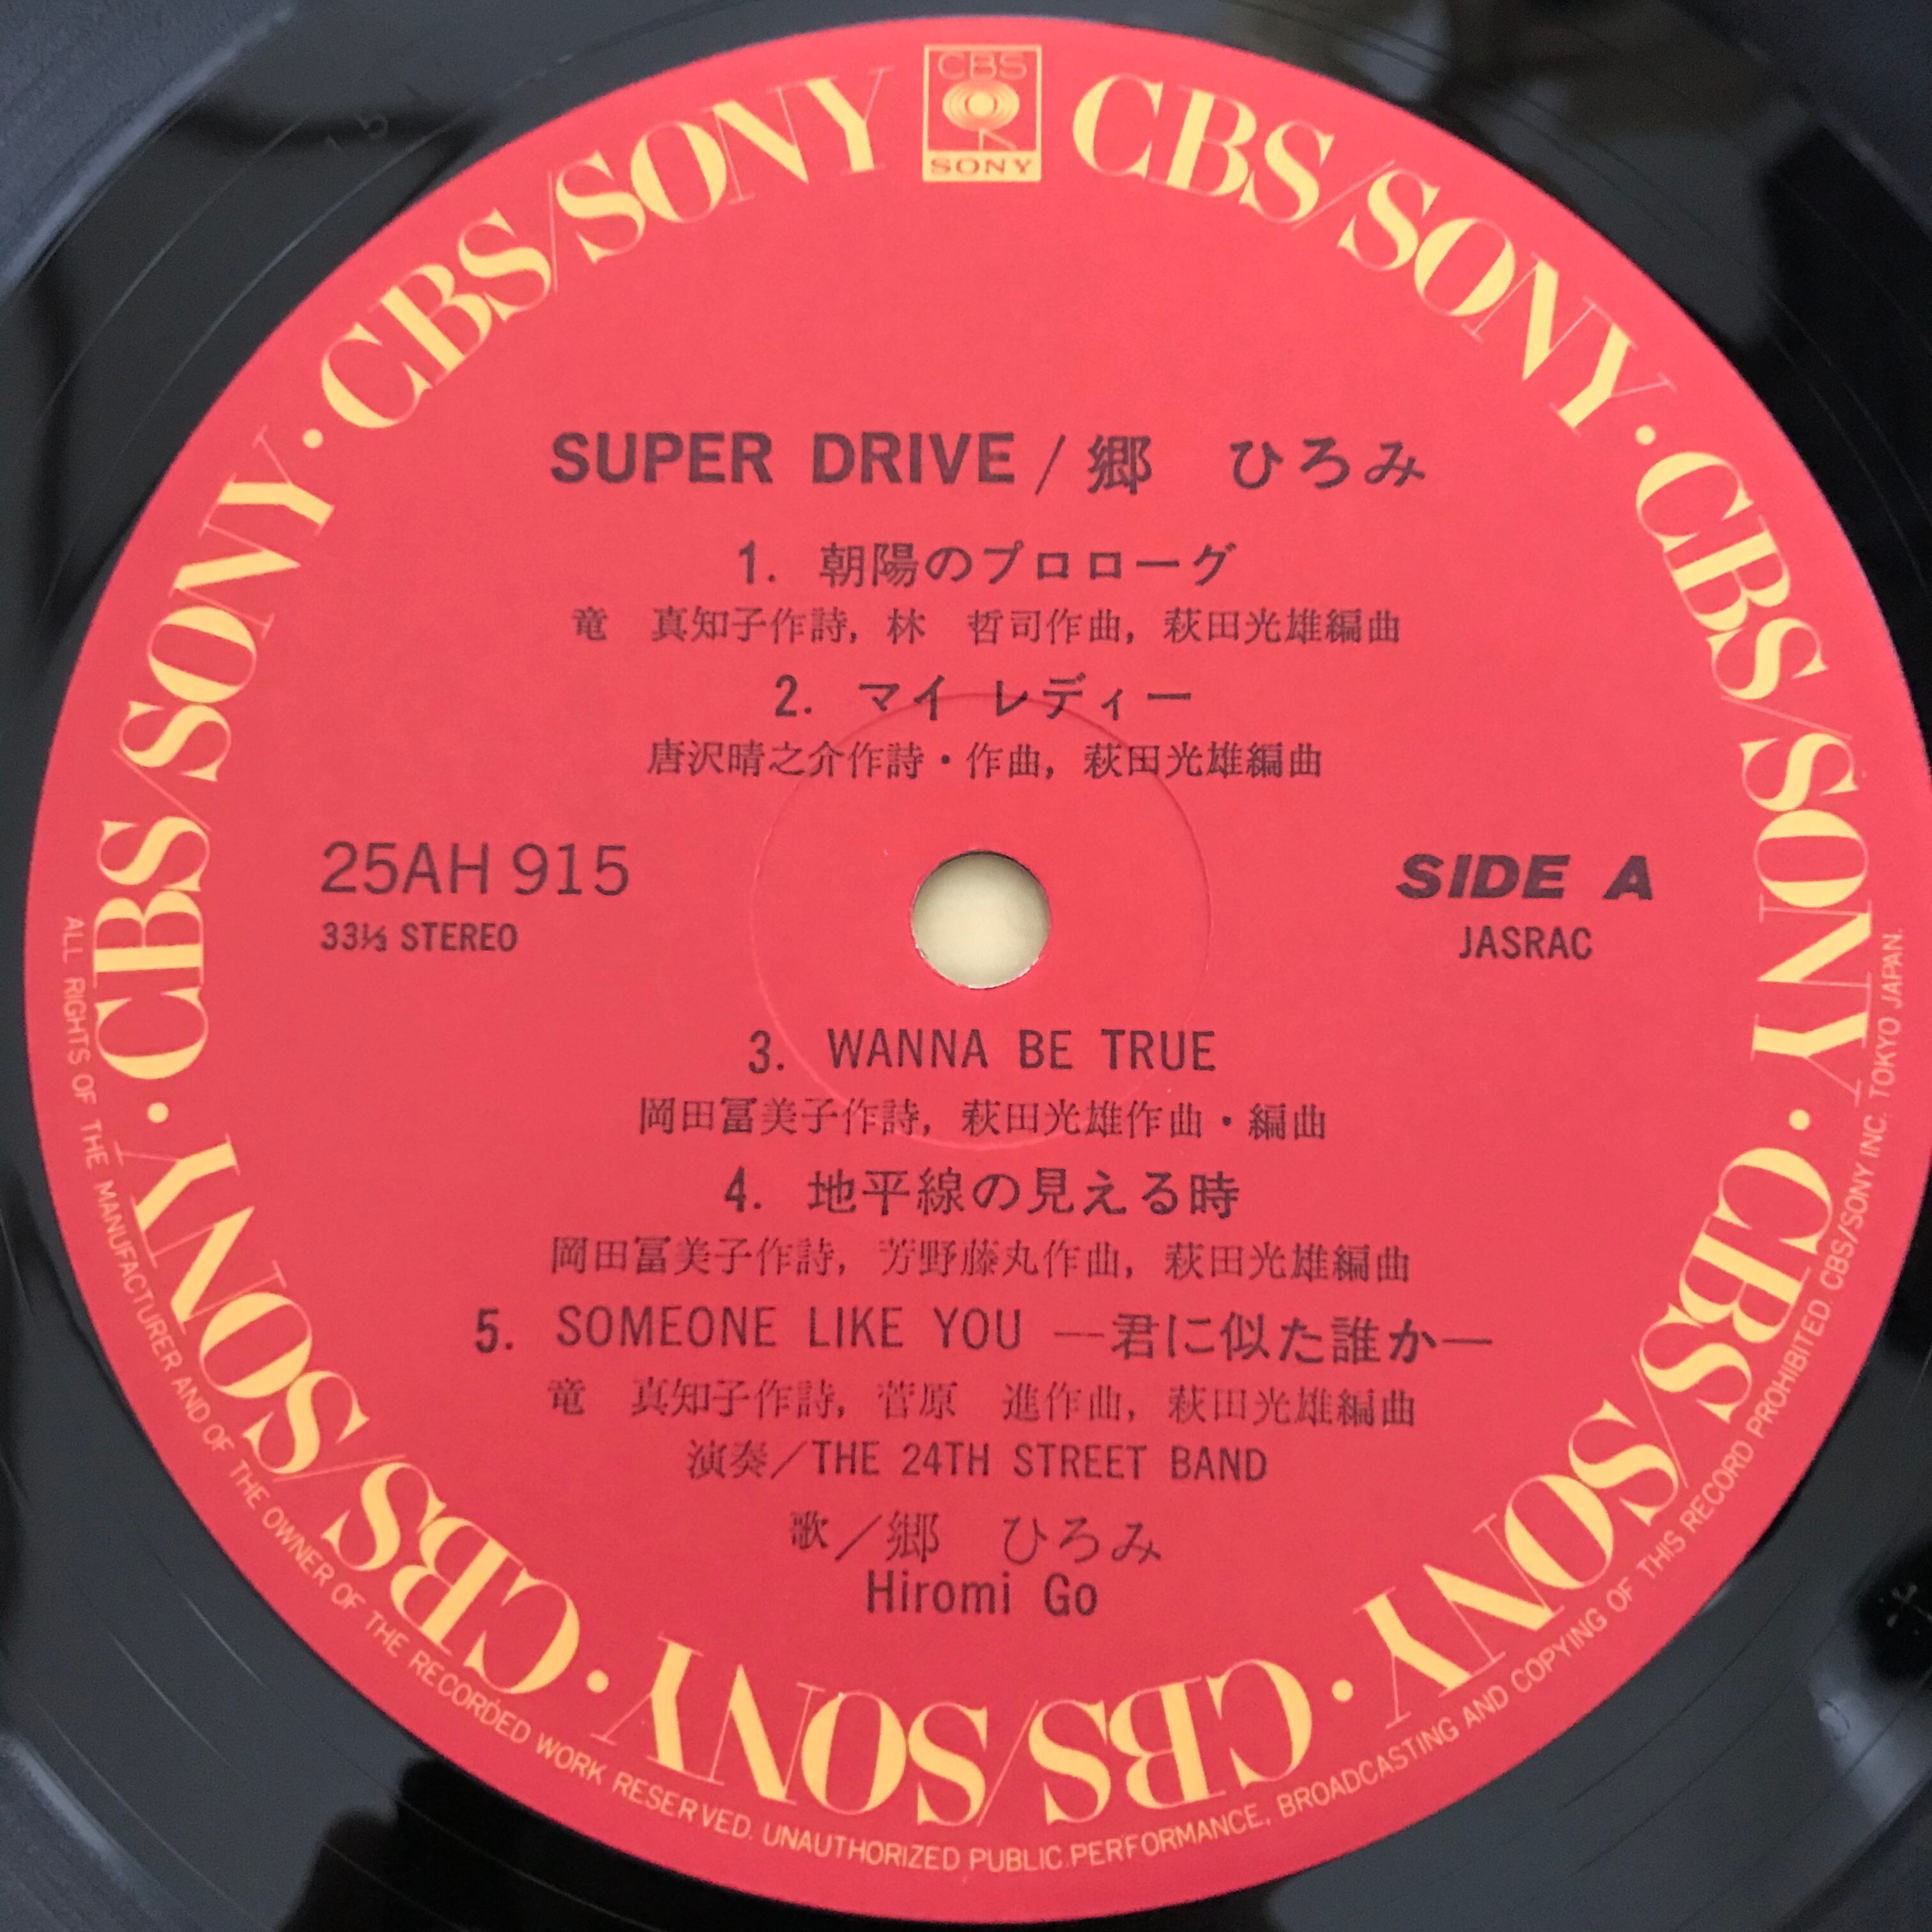 CBS
SONY
CBS/SONY・CBS/SONY・CBS/SONY・CBS/SONY・CBS/SONY・CBS/SONY・CBS/SONY
SUPER DRIVE/郷 ひろみ
1. 朝陽のプロローグ
竜 真知子作詩, 林 哲司作曲, 萩田光雄編曲
2. マイ レディー
唐沢晴之介作詩・作曲, 萩田光雄編曲
25AH 915
33⅓ STEREO
SIDE A
JASRAC
3. WANNA BE TRUE
岡田冨美子作詩, 萩田光雄作曲・編曲
4. 地平線の見える時
岡田冨美子作詩, 芳野藤丸作曲, 萩田光雄編曲
5. SOMEONE LIKE YOU ―君に似た誰か―
竜 真知子作詩, 菅原 進作曲, 萩田光雄編曲
演奏/THE 24TH STREET BAND
歌/郷 ひろみ
Hiromi Go
ALL RIGHTS OF THE MANUFACTURER AND OF THE OWNER OF THE RECORDED WORK RESERVED. UNAUTHORIZED PUBLIC PERFORMANCE, BROADCASTING AND COPYING OF THIS RECORD PROHIBITED. CBS/SONY INC. TOKYO JAPAN.